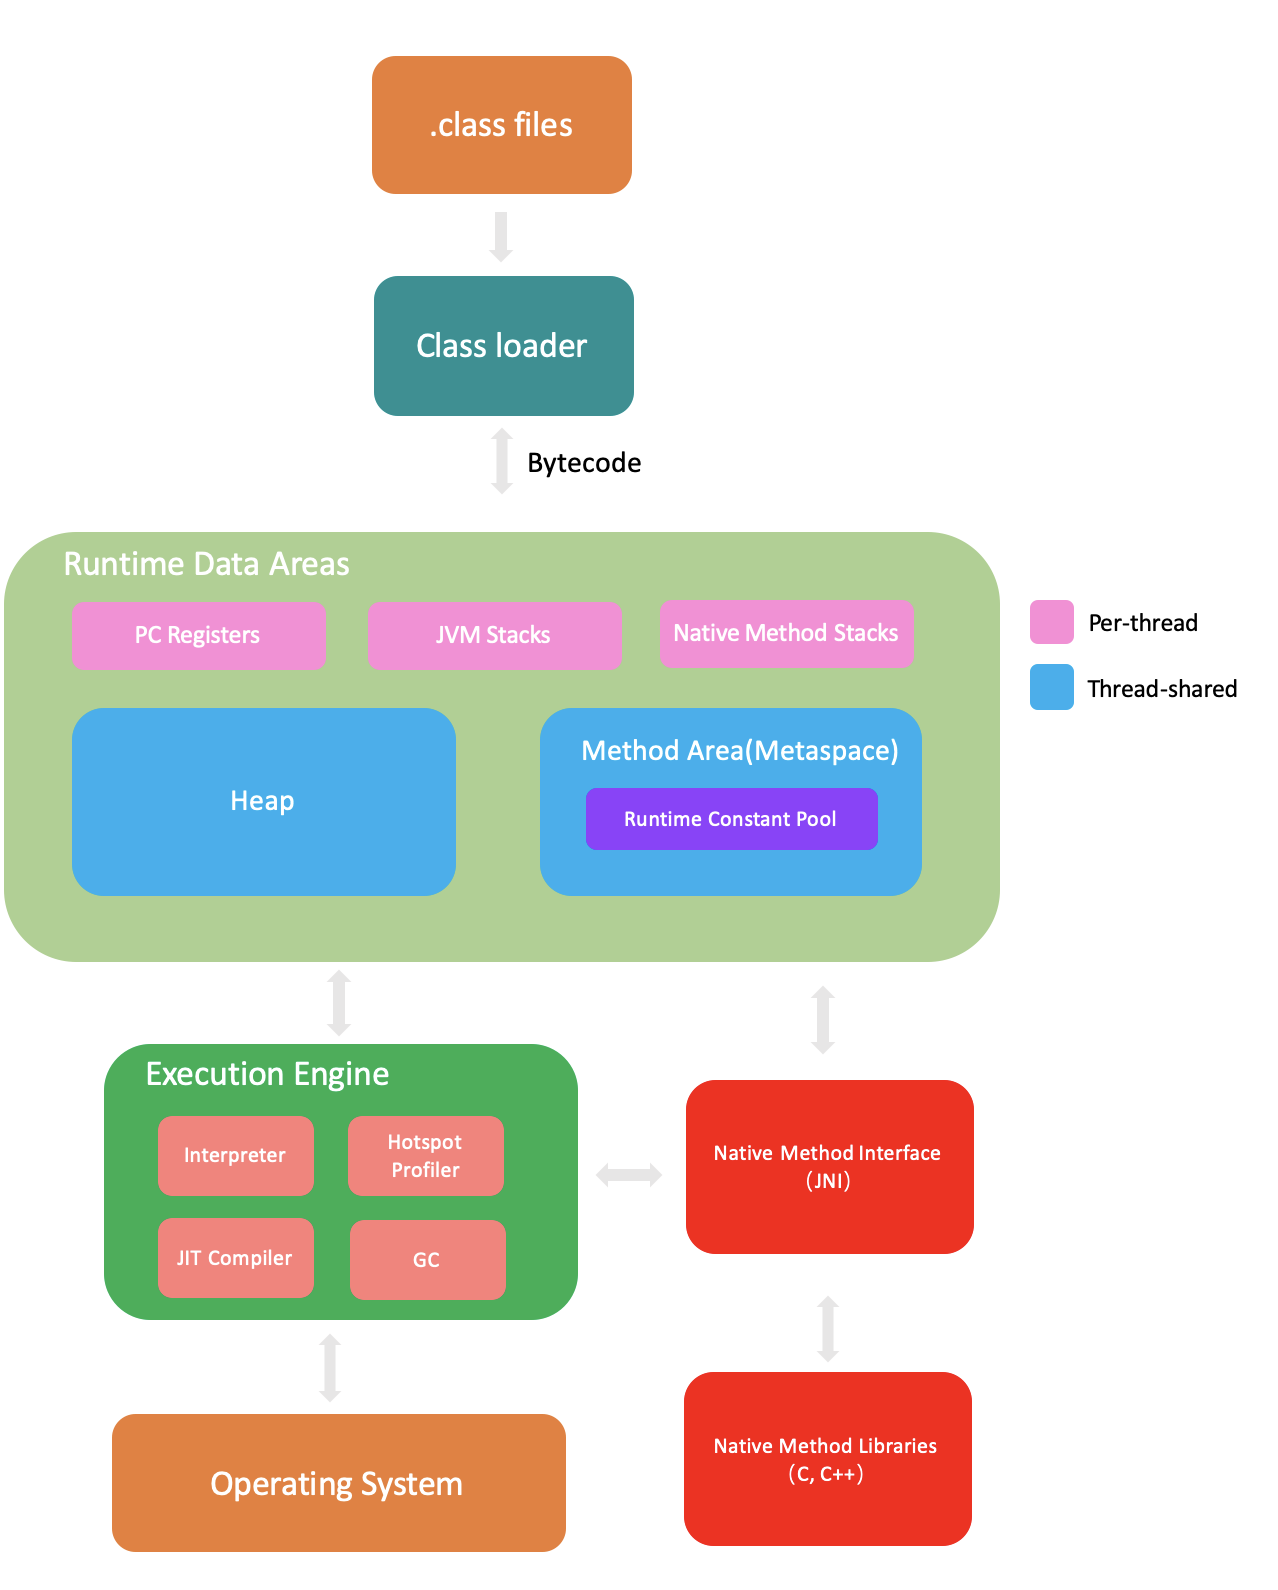 .class files
Class loader
Bytecode
Runtime Data Areas
PC Registers
JVM Stacks
Native Method Stacks
Per-thread
Thread-shared
Heap
Method Area(Metaspace)
Runtime Constant Pool
Execution Engine
Interpreter
Hotspot
Profiler
JIT Compiler
GC
Native Method Interface
（JNI）
Operating System
Native Method Libraries
（C, C++）